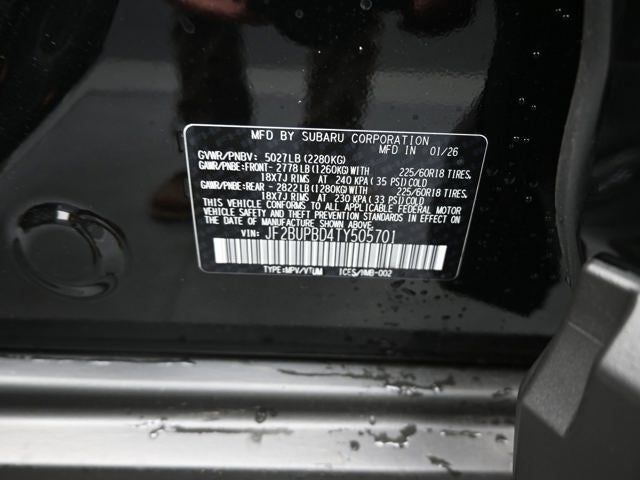 MFD BY SUBARU CORPORATION
MFD IN 01/26
GVWR/PNBV: 5027LB (2280KG)
GAWR/PNBE:FRONT- 2778LB (1260KG)WITH 225/60R18 TIRES,
18X7J RIMS AT 240 KPA ( 35 PSI) COLD
GAWR/PNBE:REAR - 2822LB (1280KG)WITH 225/60R18 TIRES,
18X7J RIMS AT 230 KPA ( 33 PSI) COLD
THIS VEHICLE CONFORMS TO ALL APPLICABLE FEDERAL MOTOR
VEHICLE SAFETY, BUMPER, AND THEFT PREVENTION STANDARDS IN EFFECT
ON THE DATE OF MANUFACTURE SHOWN ABOVE.
VIN: JF2BUPBD4TY505701
TYPE:MPV/VTUM ICES/NMB-002